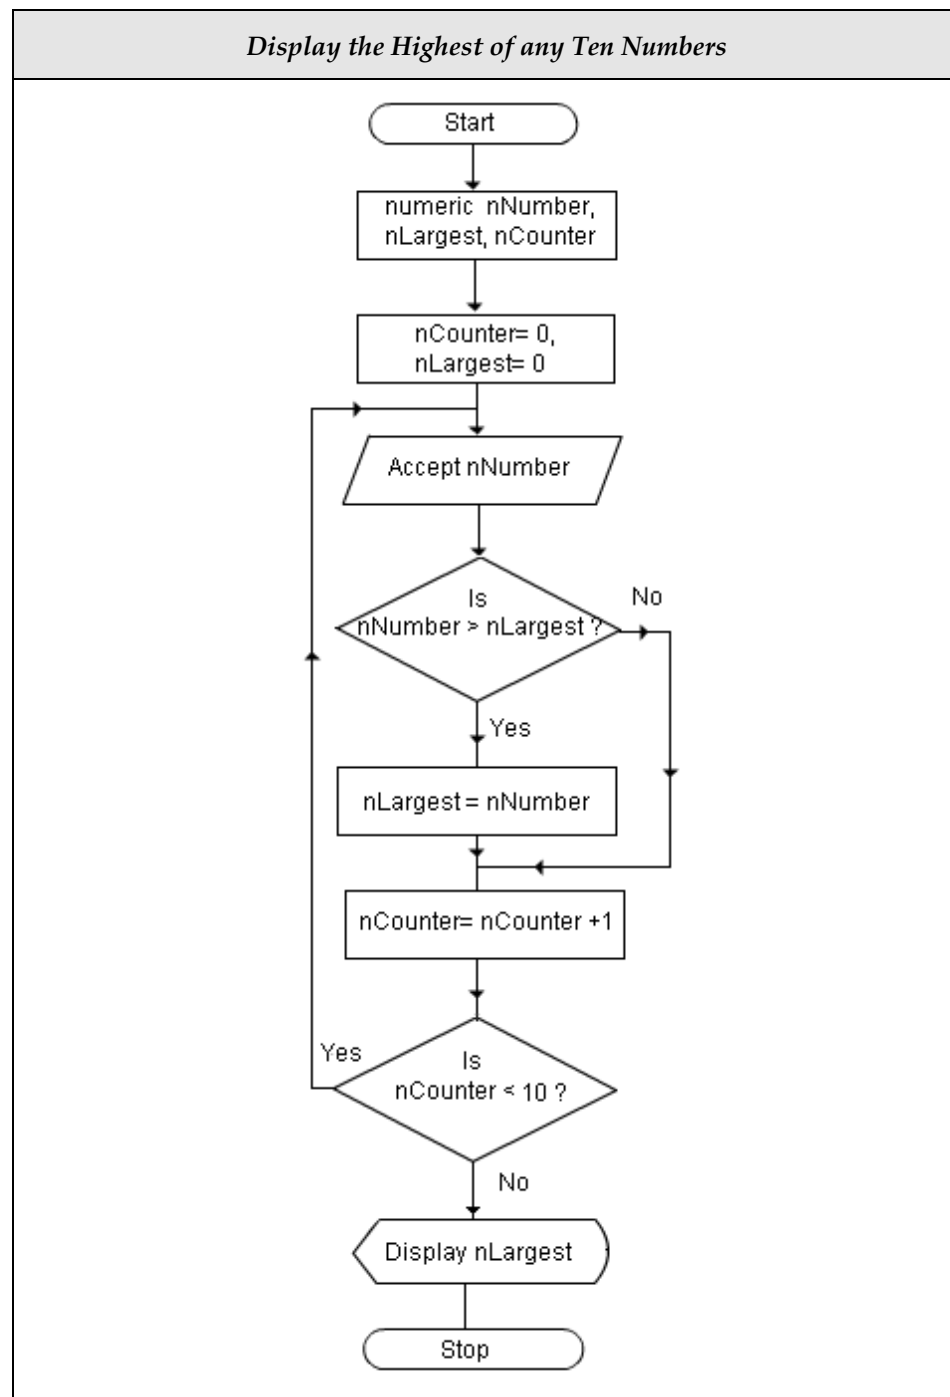 Display the Highest of any Ten Numbers
Start
numeric nNumber,
nLargest, nCounter
nCounter= 0,
nLargest= 0
Accept nNumber
Is
nNumber > nLargest ?
No
Yes
nLargest = nNumber
nCounter= nCounter +1
Is
nCounter < 10 ?
Yes
No
Display nLargest
Stop